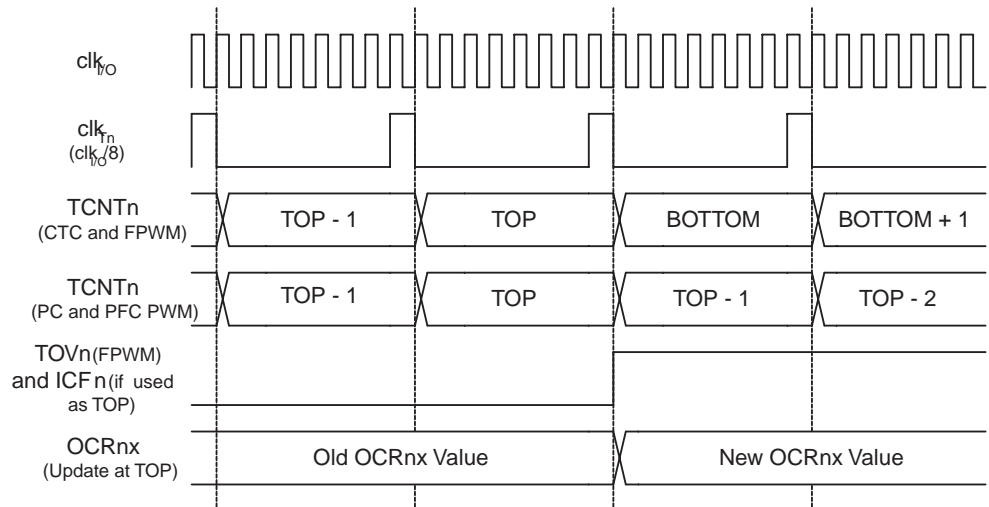 clkI/O
clkTn
(clkI/O/8)
TCNTn
(CTC and FPWM)
TOP - 1
TOP
BOTTOM
BOTTOM + 1
TCNTn
(PC and PFC PWM)
TOP - 1
TOP
TOP - 1
TOP - 2
TOVn(FPWM)
and ICFn(if used
as TOP)
OCRnx
(Update at TOP)
Old OCRnx Value
New OCRnx Value